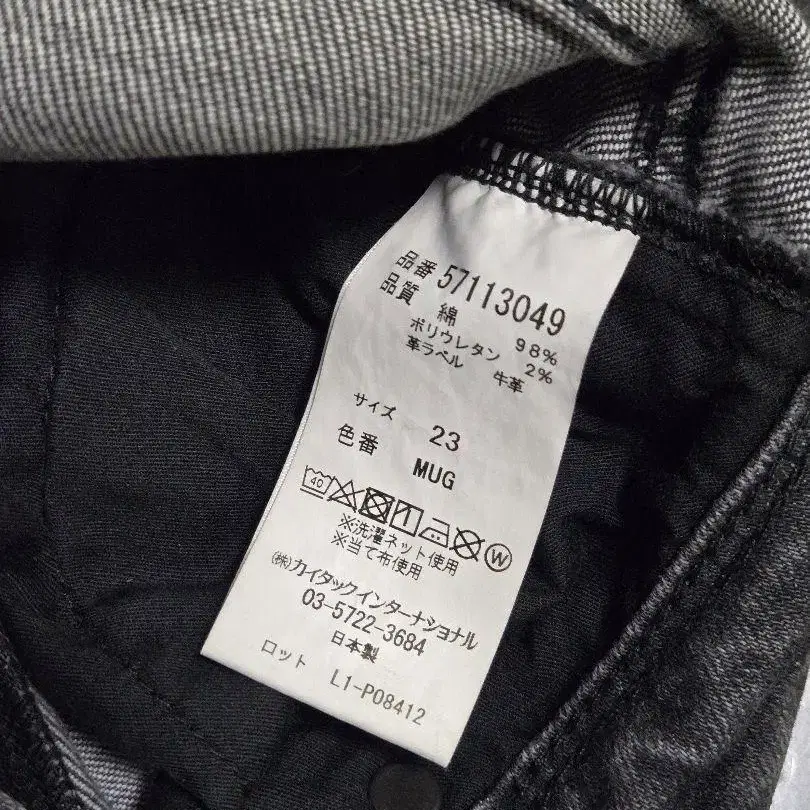 品番 57113049
品質
綿 98%
ポリウレタン 2%
革ラベル 牛革
サイズ 23
色番 MUG
40 W
※洗濯ネット使用
※当て布使用
(株)カイタックインターナショナル
03-5722-3684
日本製
ロット L1-P08412